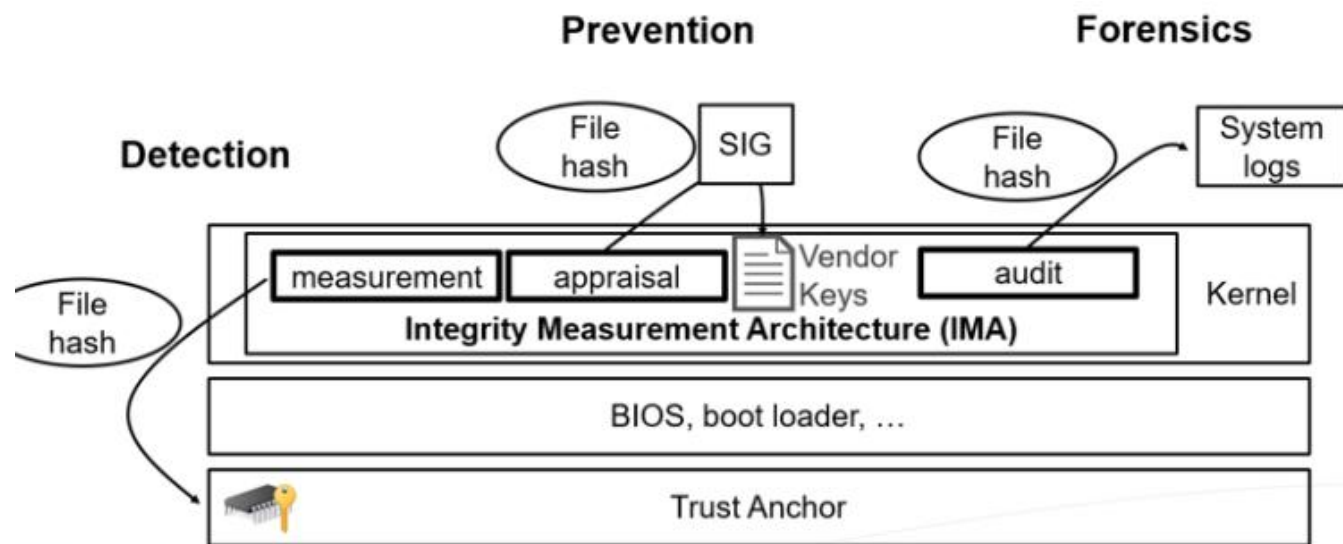 Prevention
Forensics
Detection
File
hash
SIG
File
hash
System
logs
File
hash
measurement
appraisal
Vendor
Keys
audit
Kernel
Integrity Measurement Architecture (IMA)
BIOS, boot loader, …
Trust Anchor